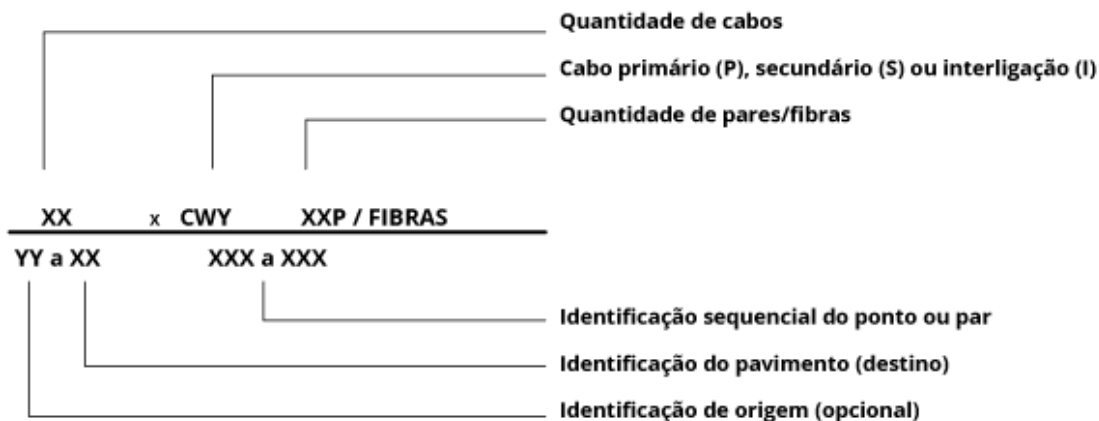 Quantidade de cabos
Cabo primário (P), secundário (S) ou interligação (I)
Quantidade de pares/fibras
XX x CWY XXP / FIBRAS
YY a XX XXX a XXX
Identificação sequencial do ponto ou par
Identificação do pavimento (destino)
Identificação de origem (opcional)